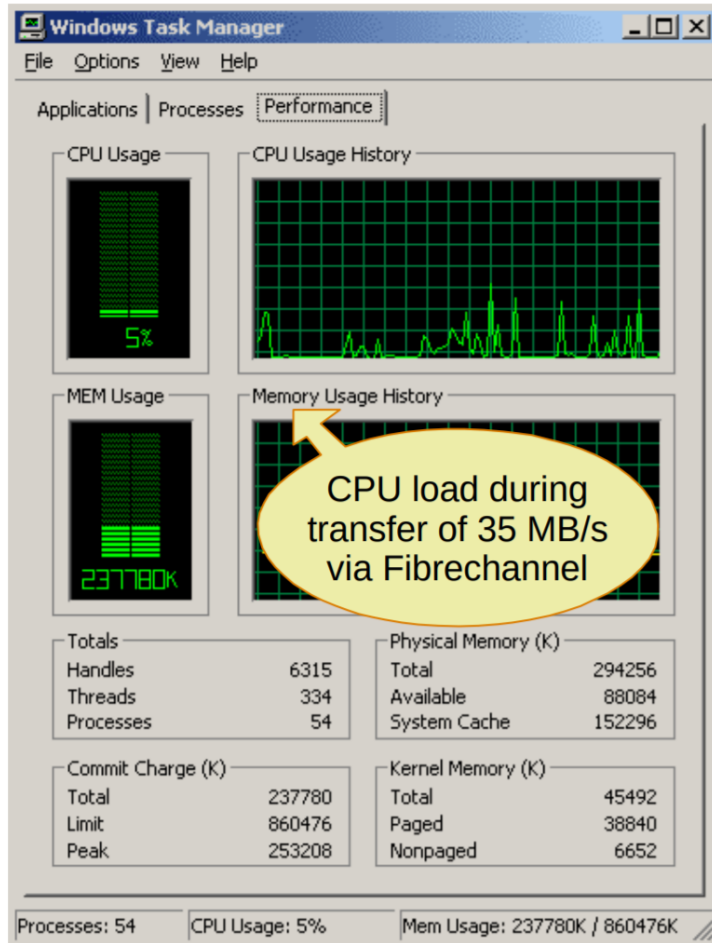 Windows Task Manager
File Options View Help
Applications Processes Performance
CPU Usage CPU Usage History
5%
MEM Usage Memory Usage History
237780K
CPU load during
transfer of 35 MB/s
via Fibrechannel
Totals
Handles 6315
Threads 334
Processes 54
Physical Memory (K)
Total 294256
Available 88084
System Cache 152296
Commit Charge (K)
Total 237780
Limit 860476
Peak 253208
Kernel Memory (K)
Total 45492
Paged 38840
Nonpaged 6652
Processes: 54 CPU Usage: 5% Mem Usage: 237780K / 860476K